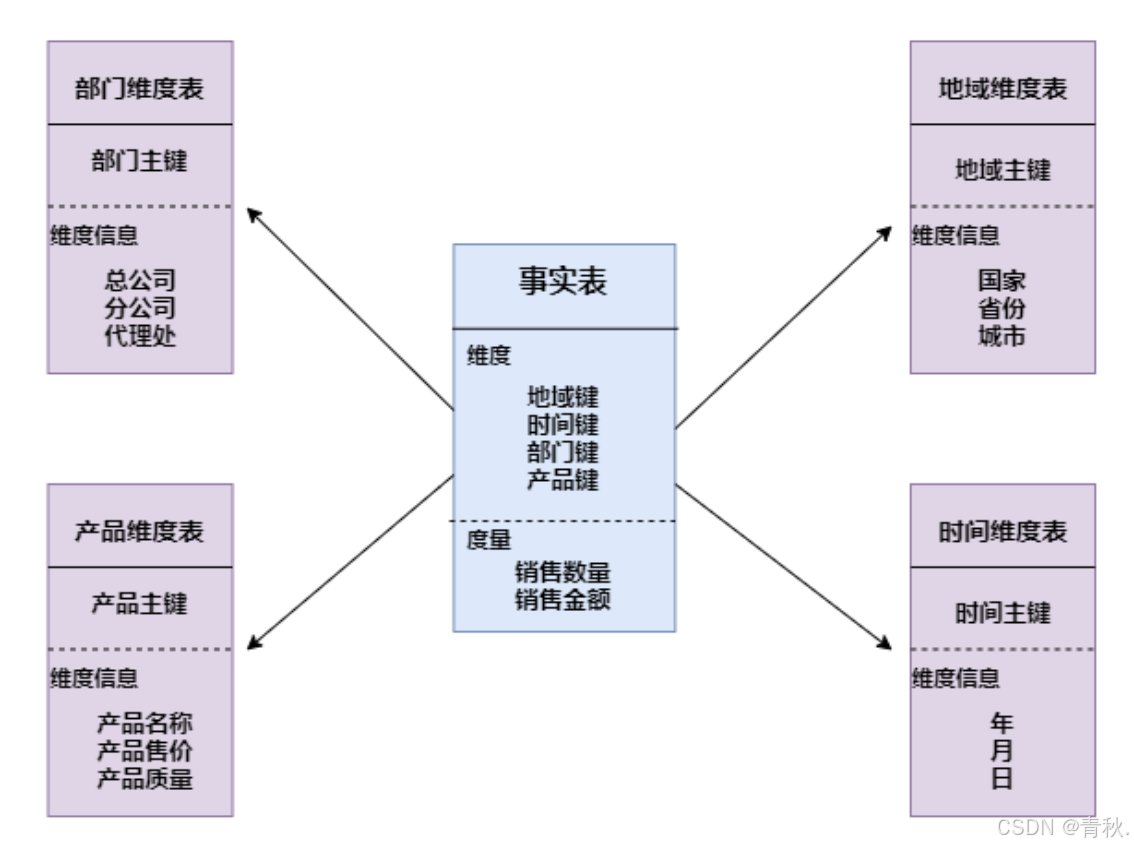 部门维度表
部门主键
维度信息
总公司
分公司
代理处
地域维度表
地域主键
维度信息
国家
省份
城市
事实表
维度
地域键
时间键
部门键
产品键
度量
销售数量
销售金额
产品维度表
产品主键
维度信息
产品名称
产品售价
产品质量
时间维度表
时间主键
维度信息
年
月
日
CSDN @青秋.